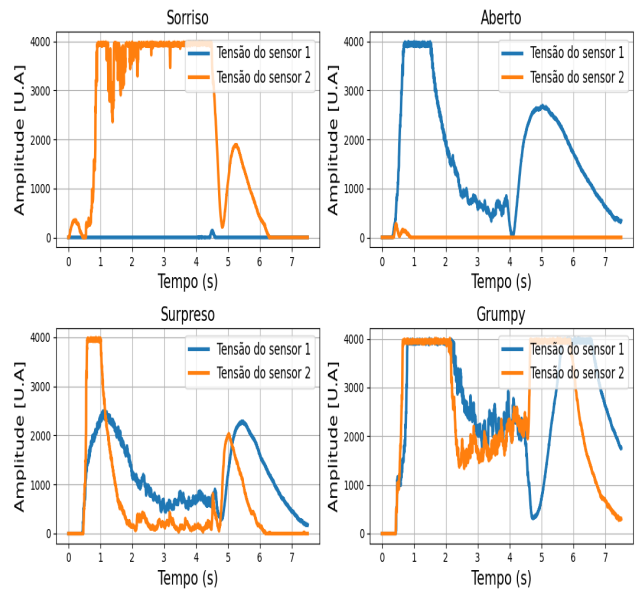 Sorriso
Amplitude [U.A]
4000
3000
2000
1000
0
Tensão do sensor 1
Tensão do sensor 2
0 1 2 3 4 5 6 7
Tempo (s)
Aberto
Amplitude [U.A]
4000
3000
2000
1000
0
Tensão do sensor 1
Tensão do sensor 2
0 1 2 3 4 5 6 7
Tempo (s)
Surpreso
Amplitude [U.A]
4000
3000
2000
1000
0
Tensão do sensor 1
Tensão do sensor 2
0 1 2 3 4 5 6 7
Tempo (s)
Grumpy
Amplitude [U.A]
4000
3000
2000
1000
0
Tensão do sensor 1
Tensão do sensor 2
0 1 2 3 4 5 6 7
Tempo (s)